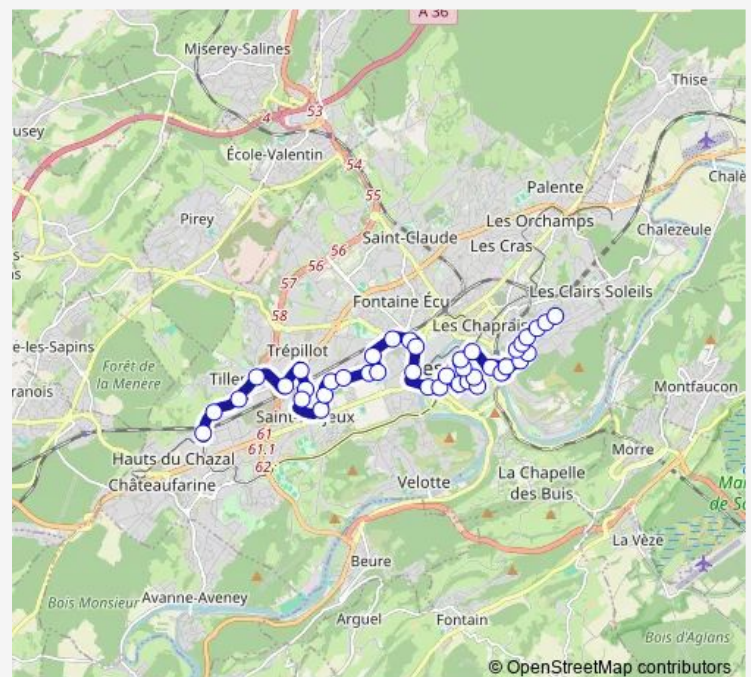 A 36
Miserey-Salines
Thise
53
4
usey
École-Valentin
54
Chalè
55
Palente
Pirey
Les Orchamps
Saint-Claude
Chalezeule
Les Cras
56
56
57
Les Clairs Soleils
Fontaine Écu
58
Les Chaprais
e-les-Sapins
Trépillot
Forêt de
la Menère
Montfaucon
ranois
61
61.1
Morre
Hauts du Chazal
62
La Chapelle
des Buis
Châteaufarine
Velotte
La Vèze
Beure
Bois Monsieur
Avanne-Aveney
Arguel
Fontain
Bois d'Aglans
© OpenStreetMap contributors